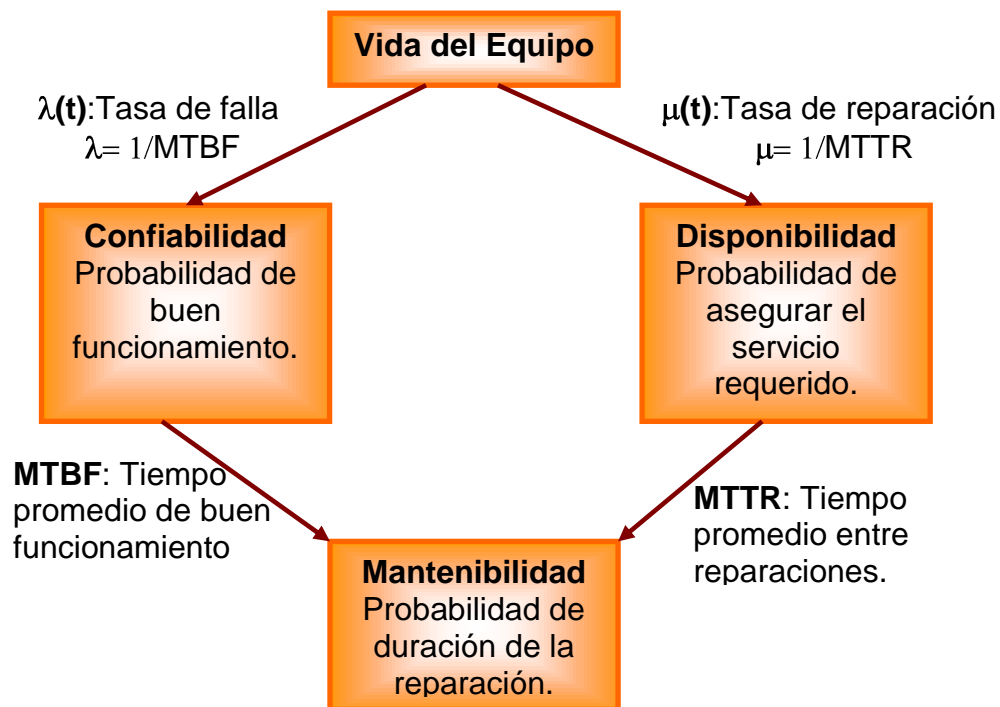 Vida del Equipo
λ(t):Tasa de falla
λ= 1/MTBF
μ(t):Tasa de reparación
μ= 1/MTTR
Confiabilidad
Probabilidad de
buen
funcionamiento.
Disponibilidad
Probabilidad de
asegurar el
servicio
requerido.
MTBF: Tiempo
promedio de buen
funcionamiento
MTTR: Tiempo
promedio entre
reparaciones.
Mantenibilidad
Probabilidad de
duración de la
reparación.